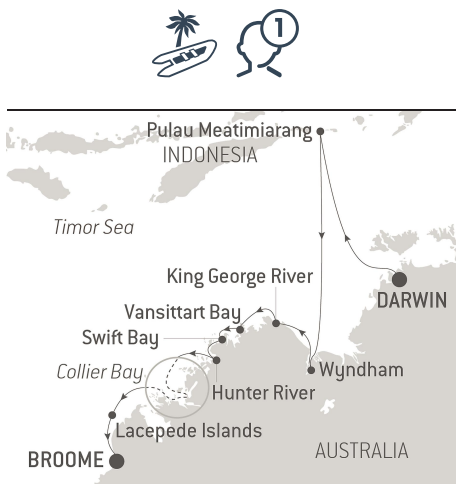 1
Pulau Meatimiarang
INDONESIA
Timor Sea
King George River
DARWIN
Vansittart Bay
Swift Bay
Collier Bay
Wyndham
Hunter River
Lacepede Islands
AUSTRALIA
BROOME